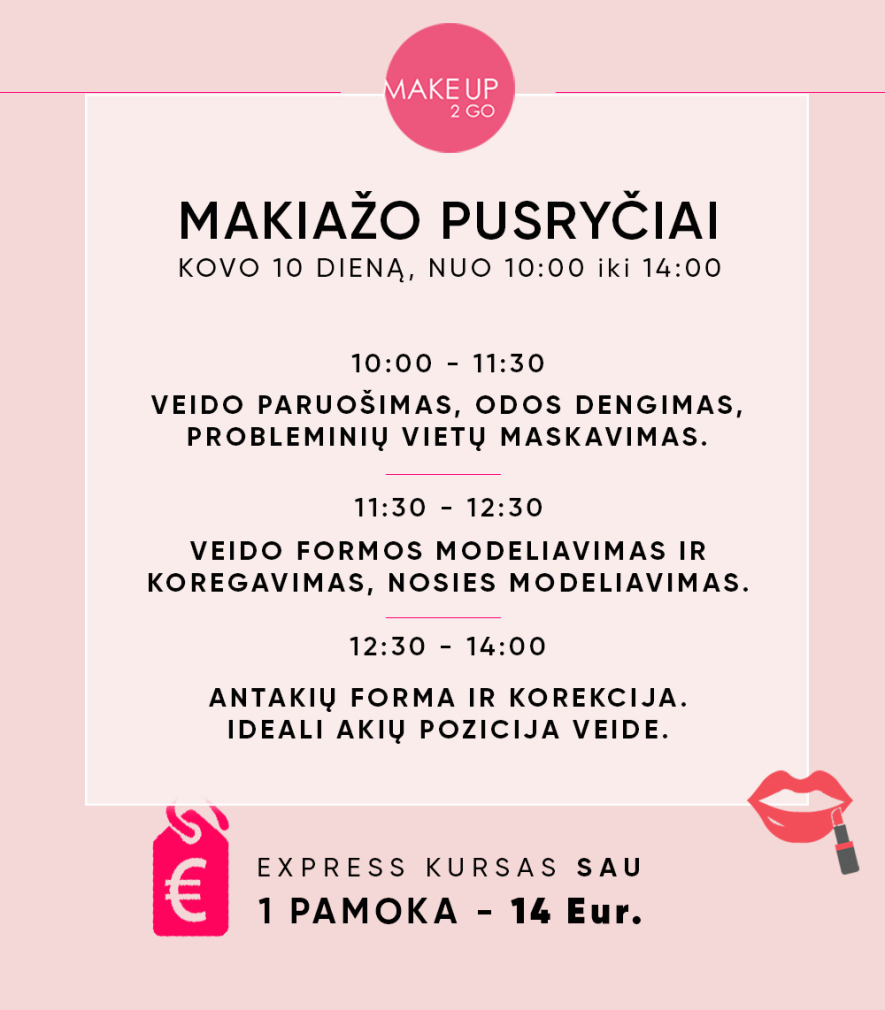 MAKE UP
2 GO
MAKIAŽO PUSRYČIAI
KOVO 10 DIENĄ, NUO 10:00 iki 14:00
10:00 - 11:30
VEIDO PARUOŠIMAS, ODOS DENGIMAS,
PROBLEMINIŲ VIETŲ MASKAVIMAS.
11:30 - 12:30
VEIDO FORMOS MODELIAVIMAS IR
KOREGAVIMAS, NOSIES MODELIAVIMAS.
12:30 - 14:00
ANTAKIŲ FORMA IR KOREKCIJA.
IDEALI AKIŲ POZICIJA VEIDE.
€
EXPRESS KURSAS SAU
1 PAMOKA - 14 Eur.